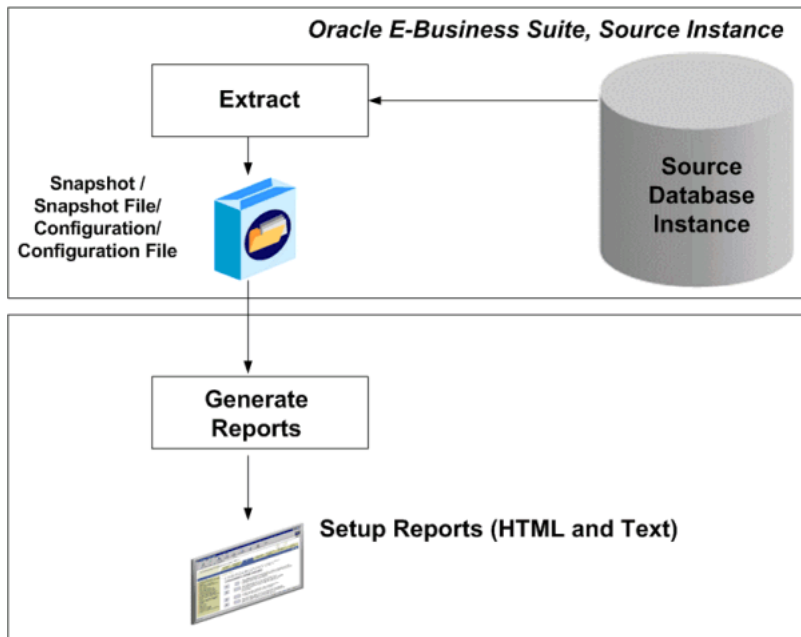 Oracle E-Business Suite, Source Instance
Extract
Source
Database
Instance
Snapshot /
Snapshot File/
Configuration/
Configuration File
Generate
Reports
Setup Reports (HTML and Text)